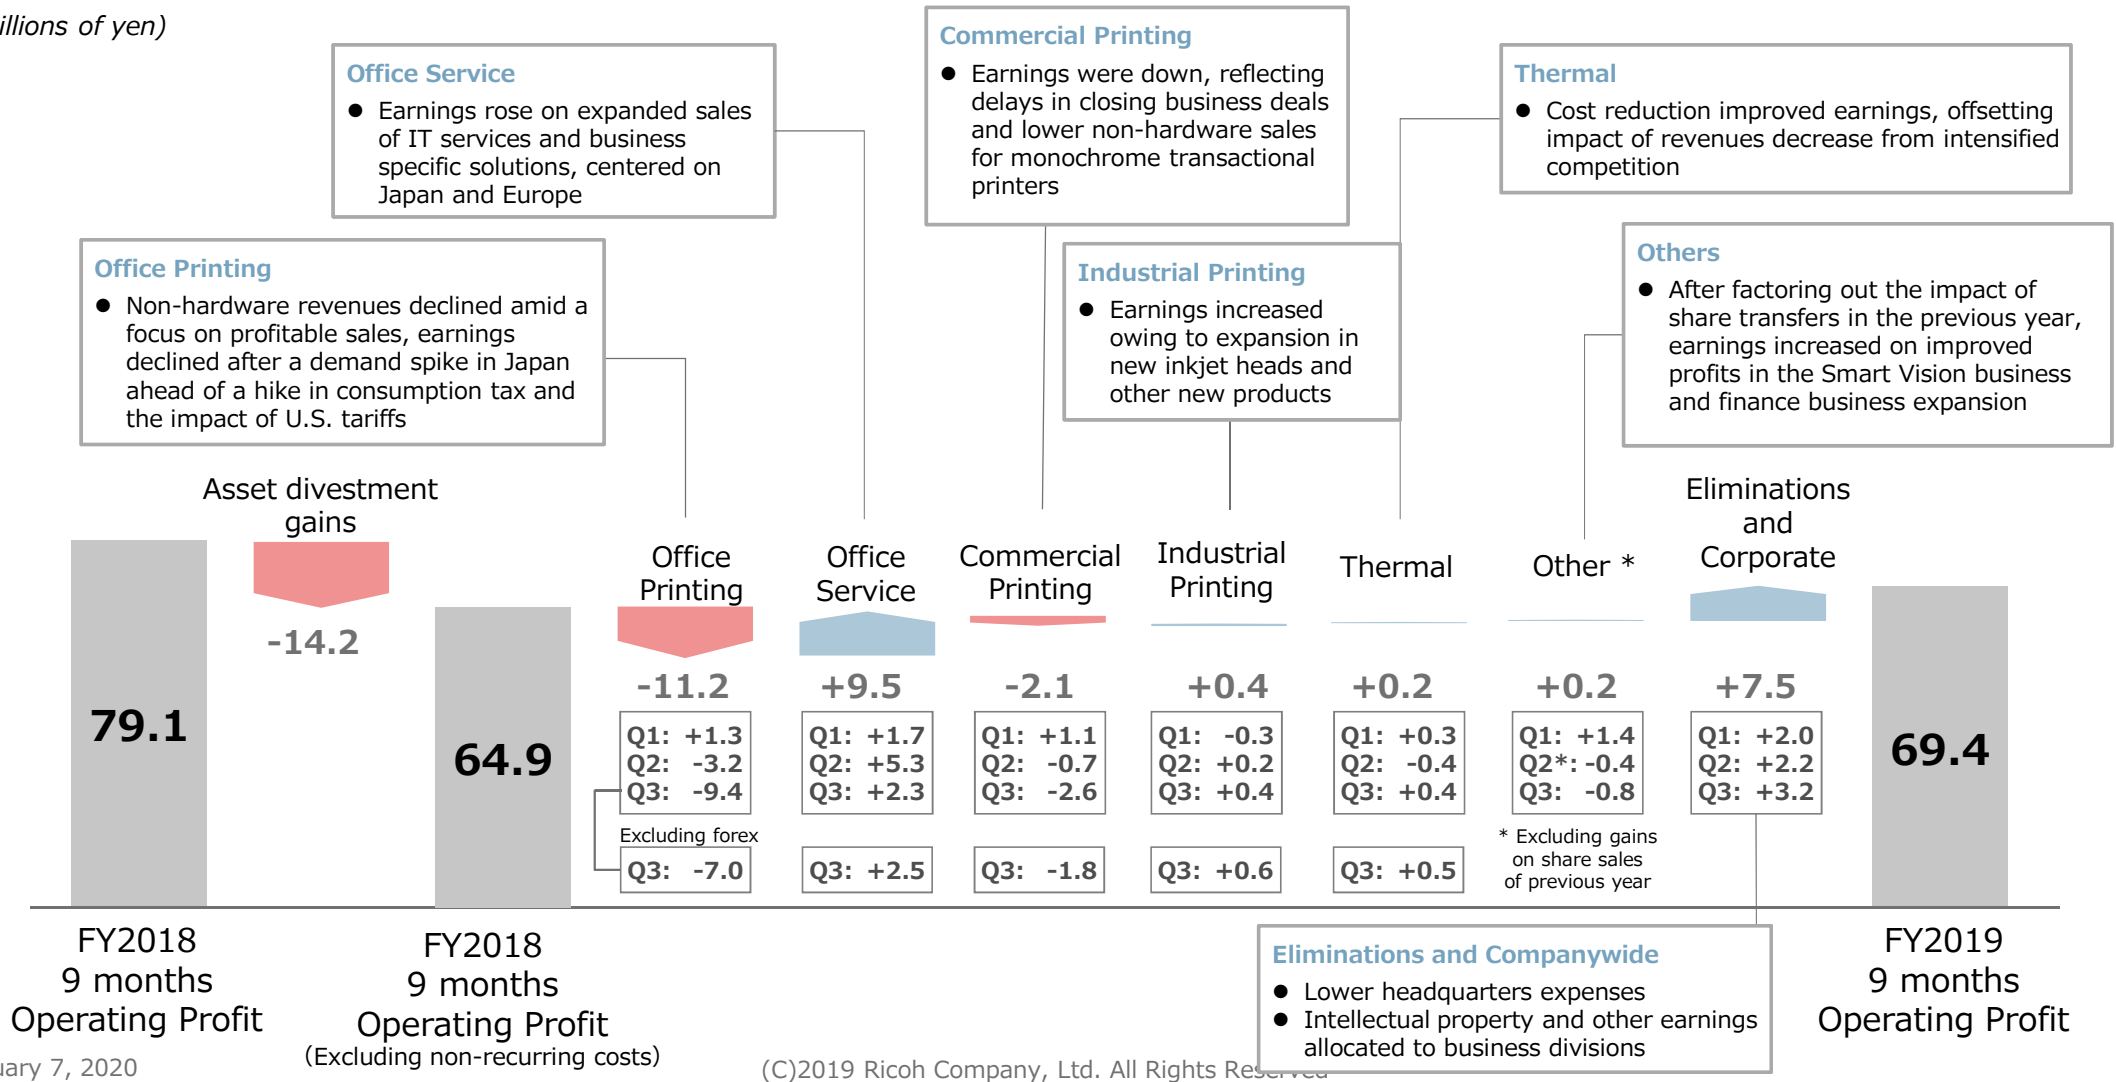 illions of yen)
Office Service
● Earnings rose on expanded sales
of IT services and business
specific solutions, centered on
Japan and Europe
Commercial Printing
● Earnings were down, reflecting
delays in closing business deals
and lower non-hardware sales
for monochrome transactional
printers
Thermal
● Cost reduction improved earnings, offsetting
impact of revenues decrease from intensified
competition
Office Printing
● Non-hardware revenues declined amid a
focus on profitable sales, earnings
declined after a demand spike in Japan
ahead of a hike in consumption tax and
the impact of U.S. tariffs
Industrial Printing
● Earnings increased
owing to expansion in
new inkjet heads and
other new products
Others
● After factoring out the impact of
share transfers in the previous year,
earnings increased on improved
profits in the Smart Vision business
and finance business expansion
Asset divestment
gains
-14.2
79.1
64.9
Office
Printing
-11.2
Q1: +1.3
Q2: -3.2
Q3: -9.4
Excluding forex
Q3: -7.0
Office
Service
+9.5
Q1: +1.7
Q2: +5.3
Q3: +2.3
Q3: +2.5
Commercial
Printing
-2.1
Q1: +1.1
Q2: -0.7
Q3: -2.6
Q3: -1.8
Industrial
Printing
+0.4
Q1: -0.3
Q2: +0.2
Q3: +0.4
Q3: +0.6
Thermal
+0.2
Q1: +0.3
Q2: -0.4
Q3: +0.4
Q3: +0.5
Other *
+0.2
Q1: +1.4
Q2*: -0.4
Q3: -0.8
* Excluding gains
on share sales
of previous year
Eliminations
and
Corporate
+7.5
Q1: +2.0
Q2: +2.2
Q3: +3.2
69.4
FY2018
9 months
Operating Profit
FY2018
9 months
Operating Profit
(Excluding non-recurring costs)
Eliminations and Companywide
● Lower headquarters expenses
● Intellectual property and other earnings
allocated to business divisions
FY2019
9 months
Operating Profit
uary 7, 2020
(C)2019 Ricoh Company, Ltd. All Rights Reserved